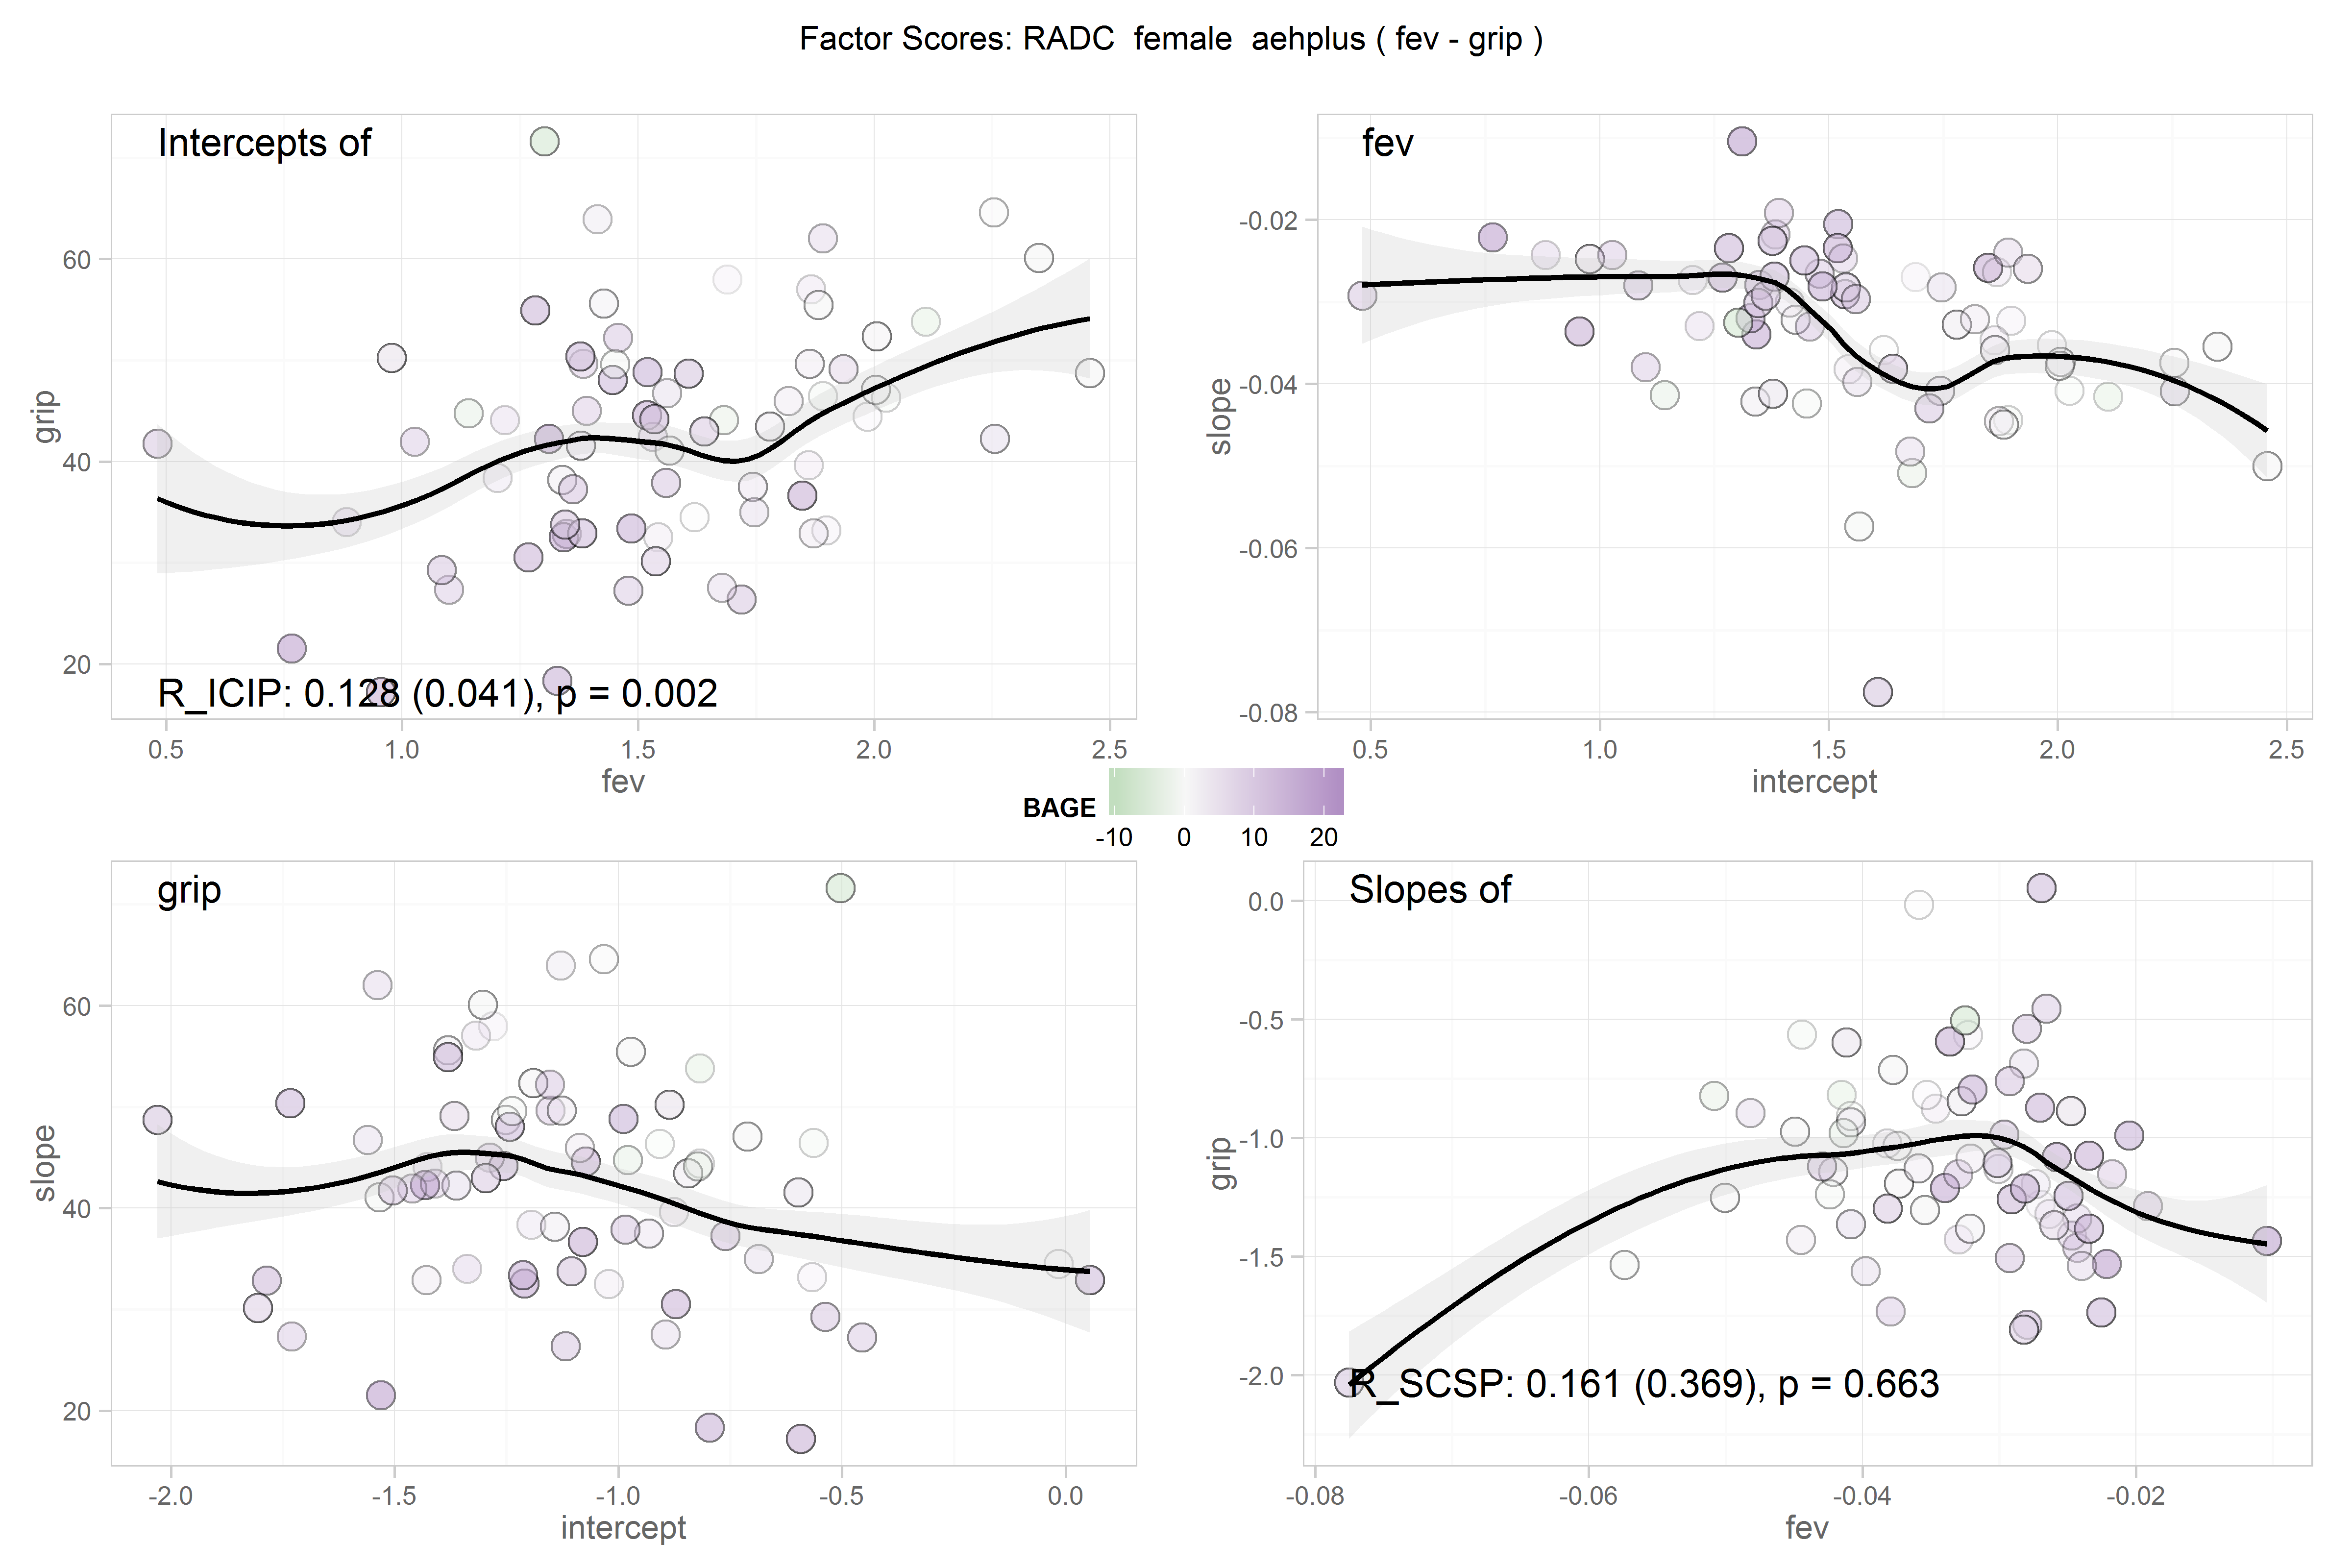 Factor Scores: RADC female aehplus ( fev - grip )
Intercepts of
grip
60
40
20
R_ICIP: 0.128 (0.041), p = 0.002
0.5 1.0 1.5 2.0 2.5
fev
fev
slope
-0.02
-0.04
-0.06
-0.08
0.5 1.0 1.5 2.0 2.5
intercept
BAGE
-10 0 10 20
grip
slope
60
40
20
-2.0 -1.5 -1.0 -0.5 0.0
intercept
Slopes of
grip
0.0
-0.5
-1.0
-1.5
-2.0
R_SCSP: 0.161 (0.369), p = 0.663
-0.08 -0.06 -0.04 -0.02
fev